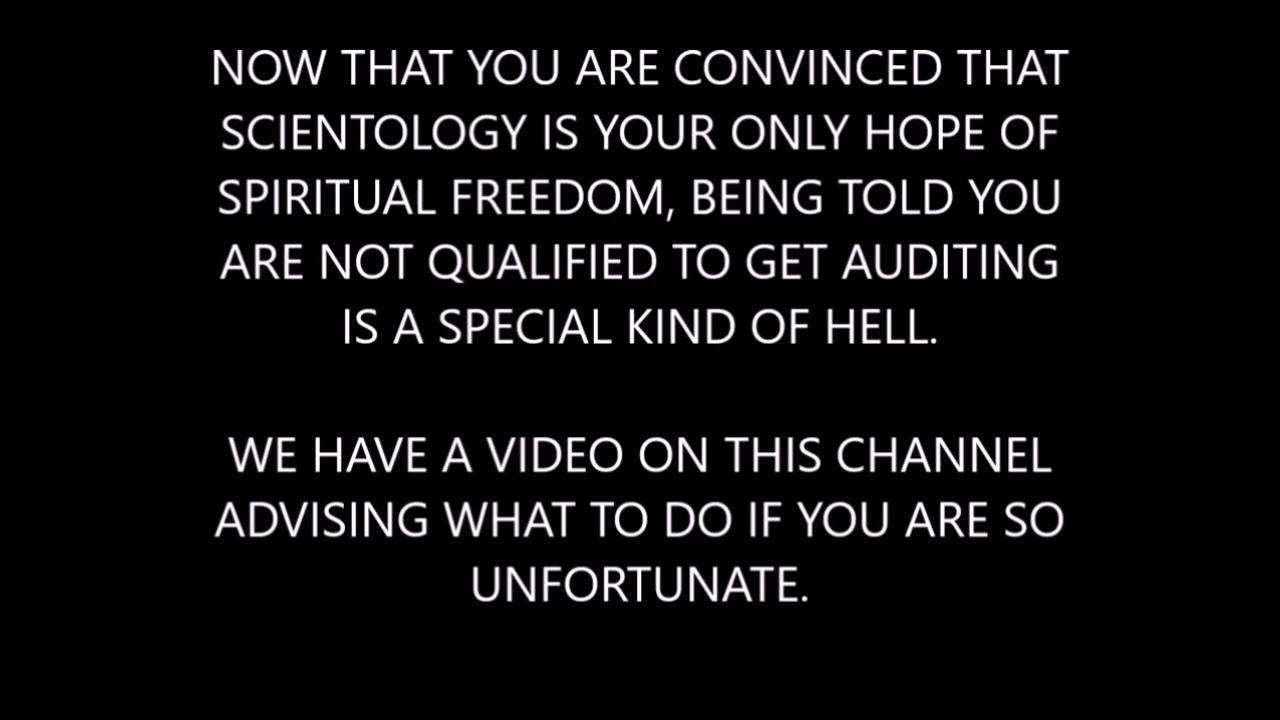 NOW THAT YOU ARE CONVINCED THAT
SCIENTOLOGY IS YOUR ONLY HOPE OF
SPIRITUAL FREEDOM, BEING TOLD YOU
ARE NOT QUALIFIED TO GET AUDITING
IS A SPECIAL KIND OF HELL.
WE HAVE A VIDEO ON THIS CHANNEL
ADVISING WHAT TO DO IF YOU ARE SO
UNFORTUNATE.